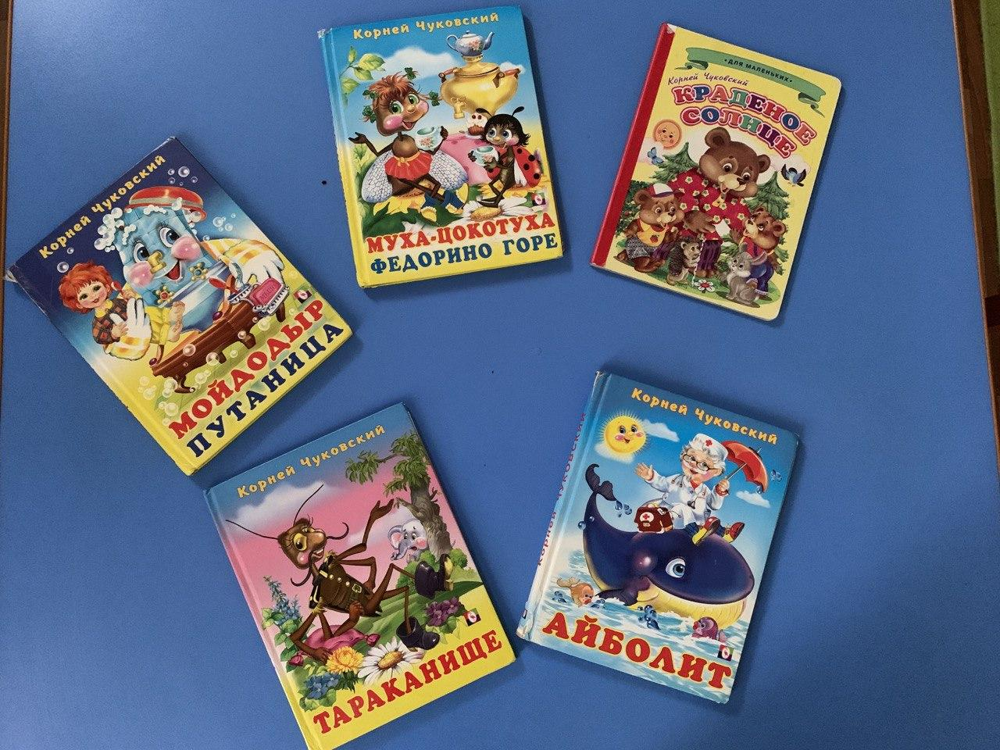 Корней Чуковский
МУХА-ЦОКОТУХА
ФЕДОРИНО ГОРЕ
•ДЛЯ МАЛЕНЬКИХ•
Корней Чуковский
КРАДЕНОЕ
СОЛНЦЕ
Корней Чуковский
МОЙДОДЫР
ПУТАНИЦА
Корней Чуковский
ТАРАКАНИЩЕ
Корней Чуковский
АЙБОЛИТ
Корней Чуковский